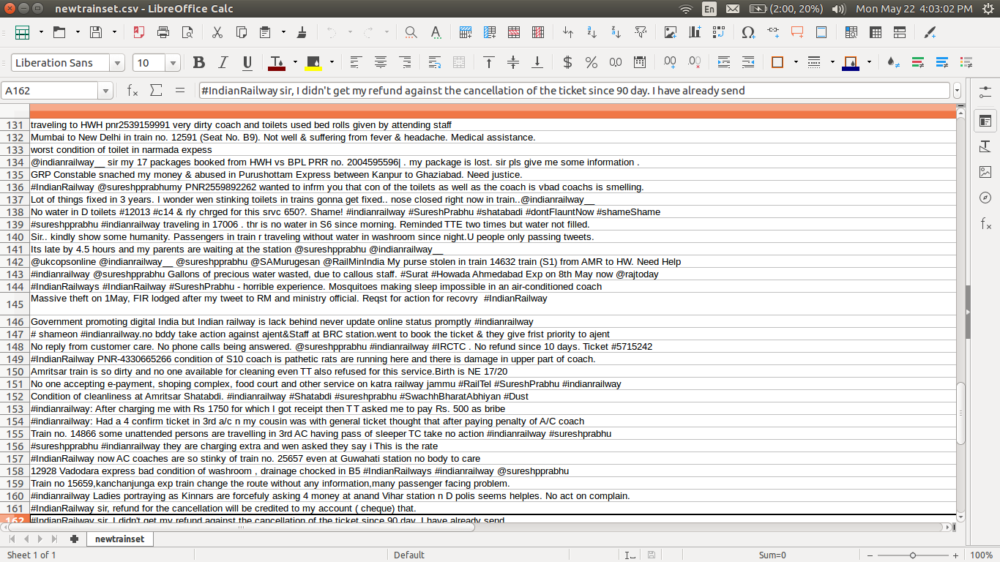 newtrainset.csv - LibreOffice Calc
En
(2:00, 20%)
Mon May 22 4:03:02 PM
Liberation Sans
10
A162
#IndianRailway sir, I didn't get my refund against the cancellation of the ticket since 90 day. I have already send
131 traveling to HWH pnr2539159991 very dirty coach and toilets used bed rolls given by attending staff
132 Mumbai to New Delhi in train no. 12591 (Seat No. B9). Not well & suffering from fever & headache. Medical assistance.
133 worst condition of toilet in narmada expess
134 @indianrailway__ sir my 17 packages booked from HWH vs BPL PRR no. 2004595596| . my package is lost. sir pls give me some information .
135 GRP Constable snached my money & abused in Purushottam Express between Kanpur to Ghaziabad. Need justice.
136 #IndianRailway @sureshpprabhumy PNR2559892262 wanted to infrm you that con of the toilets as well as the coach is vbad coachs is smelling.
137 Lot of things fixed in 3 years. I wonder wen stinking toilets in trains gonna get fixed.. nose closed right now in train..@indianrailway__
138 No water in D toilets #12013 #c14 & rly chrged for this srvc 650?. Shame! #indianrailway #SureshPrabhu #shatabadi #dontFlauntNow #shameShame
139 #sureshpprabhu #indianrailway traveling in 17006 . thr is no water in S6 since morning. Reminded TTE two times but water not filled.
140 Sir.. kindly show some humanity. Passengers in train r traveling without water in washroom since night.U people only passing tweets.
141 Its late by 4.5 hours and my parents are waiting at the station @sureshpprabhu @indianrailway__
142 @ukcopsonline @indianrailway__ @sureshpprabhu @SAMurugesan @RailMinIndia My purse stolen in train 14632 train (S1) from AMR to HW. Need Help
143 #indianrailway @sureshpprabhu Gallons of precious water wasted, due to callous staff. #Surat #Howada Ahmedabad Exp on 8th May now @rajtoday
144 #IndianRailways #IndianRailway #SureshPrabhu - horrible experience. Mosquitoes making sleep impossible in an air-conditioned coach
145 Massive theft on 1May, FIR lodged after my tweet to RM and ministry official. Reqst for action for recovry #IndianRailway
146 Government promoting digital India but Indian railway is lack behind never update online status promptly #indianrailway
147 # shameon #indianrailway.no bddy take action against ajent&Staff at BRC station.went to book the ticket & they give frist priority to ajent
148 No reply from customer care. No phone calls being answered. @sureshpprabhu #indianrailway #IRCTC . No refund since 10 days. Ticket #5715242
149 #IndianRailway PNR-4330665266 condition of S10 coach is pathetic rats are running here and there is damage in upper part of coach.
150 Amritsar train is so dirty and no one available for cleaning even TT also refused for this service.Birth is NE 17/20
151 No one accepting e-payment, shoping complex, food court and other service on katra railway jammu #RailTel #SureshPrabhu #indianrailway
152 Condition of cleanliness at Amritsar Shatabdi. #indianrailway #Shatabdi #sureshprabhu #SwachhBharatAbhiyan #Dust
153 #indianrailway: After charging me with Rs 1750 for which I got receipt then T T asked me to pay Rs. 500 as bribe
154 #indianrailway: Had a 4 confirm ticket in 3rd a/c n my cousin was with general ticket thought that after paying penalty of A/C coach
155 Train no. 14866 some unattended persons are travelling in 3rd AC having pass of sleeper TC take no action #indianrailway #sureshprabhu
156 #sureshpprabhu #indianrailway they are charging extra and wen asked they say i This is the rate
157 #IndianRailway now AC coaches are so stinky of train no. 25657 even at Guwahati station no body to care
158 12928 Vadodara express bad condition of washroom , drainage chocked in B5 #IndianRailways #indianrailway @sureshpprabhu
159 Train no 15659,kanchanjunga exp train change the route without any information,many passenger facing problem.
160 #indianrailway Ladies portraying as Kinnars are forcefuly asking 4 money at anand Vihar station n D polis seems helples. No act on complain.
161 #IndianRailway sir, refund for the cancellation will be credited to my account ( cheque) that.
162 #IndianRailway sir, I didn't get my refund against the cancellation of the ticket since 90 day. I have already send
newtrainset
Sheet 1 of 1
Default
Sum=0
100%